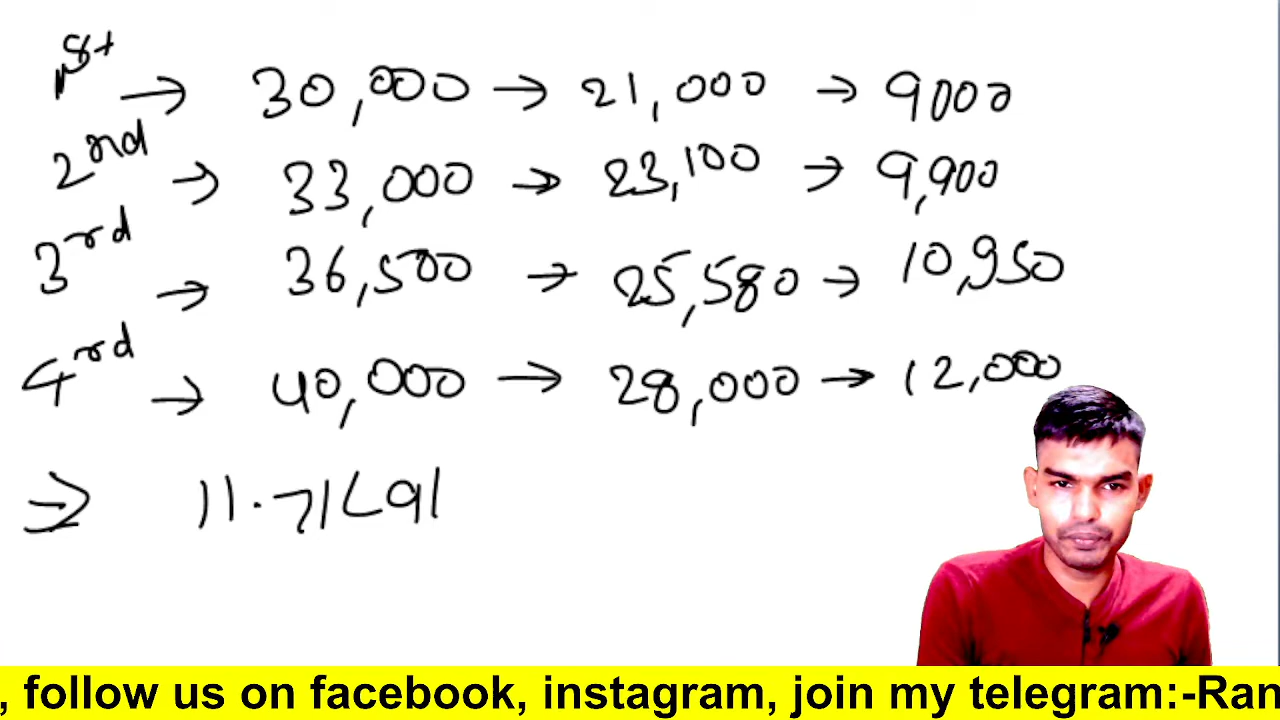 1st → 30,000 → 21,000 → 9000
2nd → 33,000 → 23,100 → 9,900
3rd → 36,500 → 25,580 → 10,950
4rd → 40,000 → 28,000 → 12,000
⇒ 11.71L91
, follow us on facebook, instagram, join my telegram:-Ran